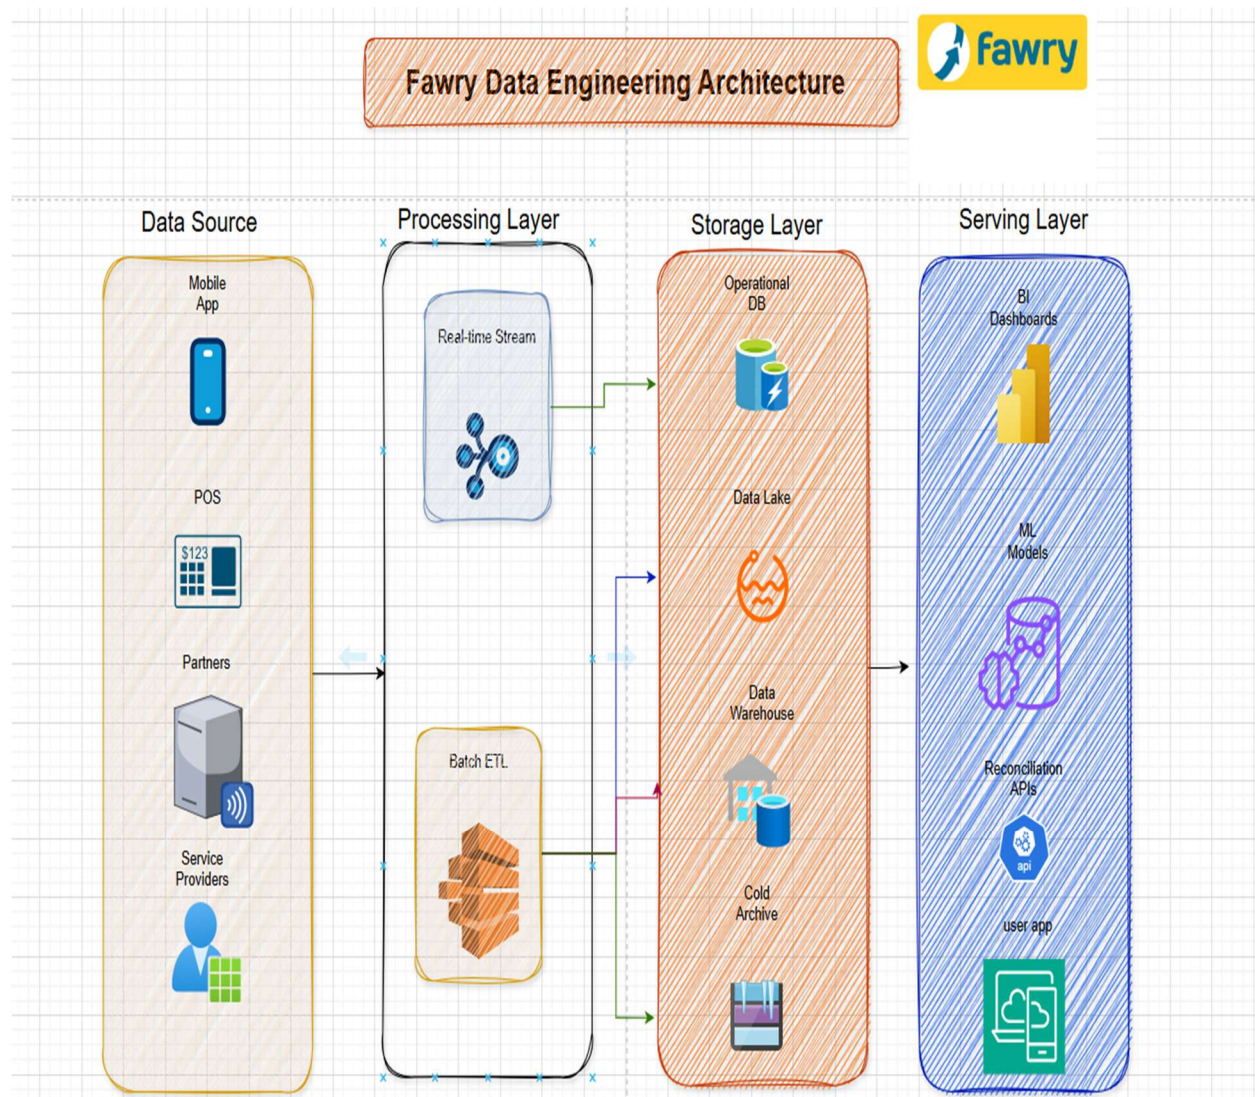 Fawry Data Engineering Architecture
fawry
Data Source
Mobile
App
POS
$123
Partners
Service
Providers
Processing Layer
Real-time Stream
Batch ETL
Storage Layer
Operational
DB
Data Lake
Data
Warehouse
Cold
Archive
Serving Layer
BI
Dashboards
ML
Models
Reconciliation
APIs
api
user app